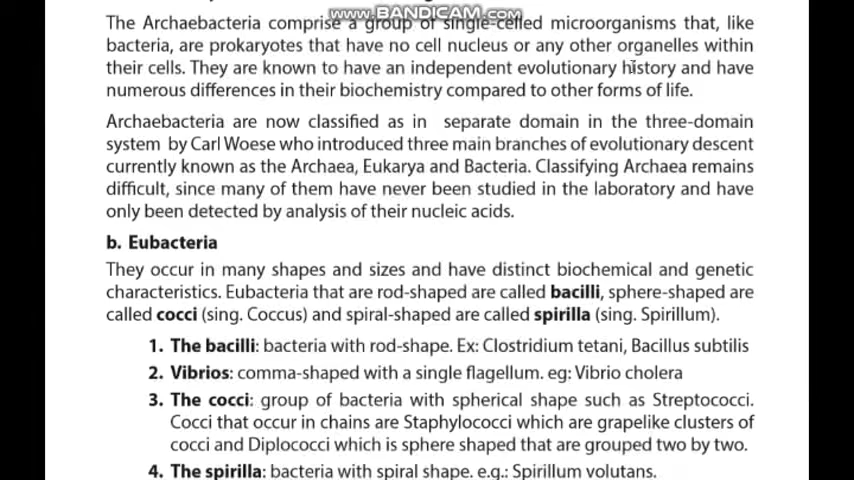 www.BANDICAM.com
The Archaebacteria comprise a group of single-celled microorganisms that, like
bacteria, are prokaryotes that have no cell nucleus or any other organelles within
their cells. They are known to have an independent evolutionary history and have
numerous differences in their biochemistry compared to other forms of life.
Archaebacteria are now classified as in separate domain in the three-domain
system by Carl Woese who introduced three main branches of evolutionary descent
currently known as the Archaea, Eukarya and Bacteria. Classifying Archaea remains
difficult, since many of them have never been studied in the laboratory and have
only been detected by analysis of their nucleic acids.
b. Eubacteria
They occur in many shapes and sizes and have distinct biochemical and genetic
characteristics. Eubacteria that are rod-shaped are called bacilli, sphere-shaped are
called cocci (sing. Coccus) and spiral-shaped are called spirilla (sing. Spirillum).
1. The bacilli: bacteria with rod-shape. Ex: Clostridium tetani, Bacillus subtilis
2. Vibrios: comma-shaped with a single flagellum. eg: Vibrio cholera
3. The cocci: group of bacteria with spherical shape such as Streptococci.
Cocci that occur in chains are Staphylococci which are grapelike clusters of
cocci and Diplococci which is sphere shaped that are grouped two by two.
4. The spirilla: bacteria with spiral shape. e.g.: Spirillum volutans.